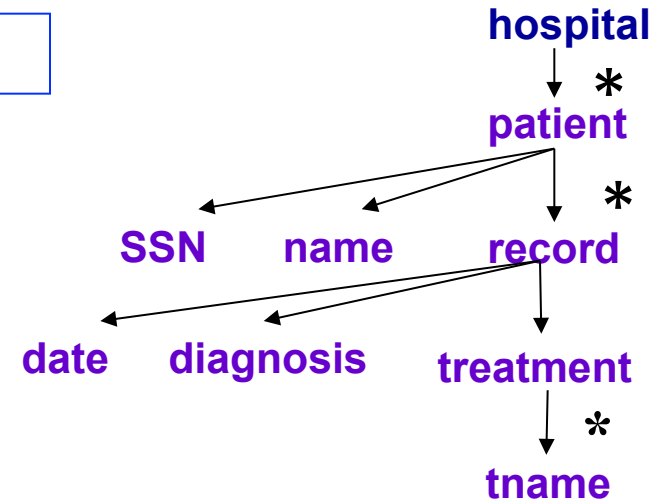 hospital
*
patient
*
SSN name record
date diagnosis treatment
*
tname